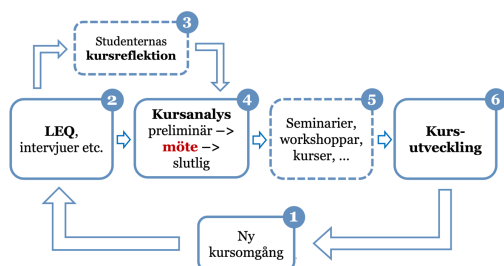 3
Studenternas
kursreflektion
2
LEQ,
intervjuer etc.
4
Kursanalys
preliminär –>
möte –>
slutlig
5
Seminarier,
workshoppar,
kurser, ...
6
Kurs-
utveckling
1
Ny
kursomgång